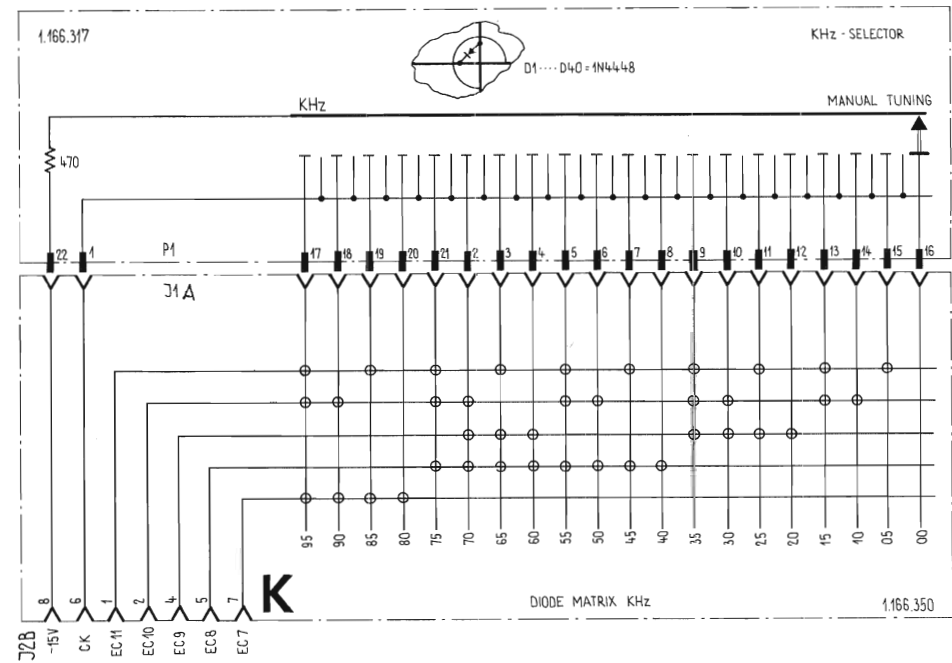 1.166.317
KHz - SELECTOR
D1 ···· D40 = 1N4448
KHz
MANUAL TUNING
470
22 1 P1 17 18 19 20 21 2 3 4 5 6 7 8 9 10 11 12 13 14 15 16
J1A
95 90 85 80 75 70 65 60 55 50 45 40 35 30 25 20 15 10 05 00
8 6 1 2 4 5 7
K
DIODE MATRIX KHz
1.166.350
J2B -15V CK EC11 EC10 EC9 EC8 EC7